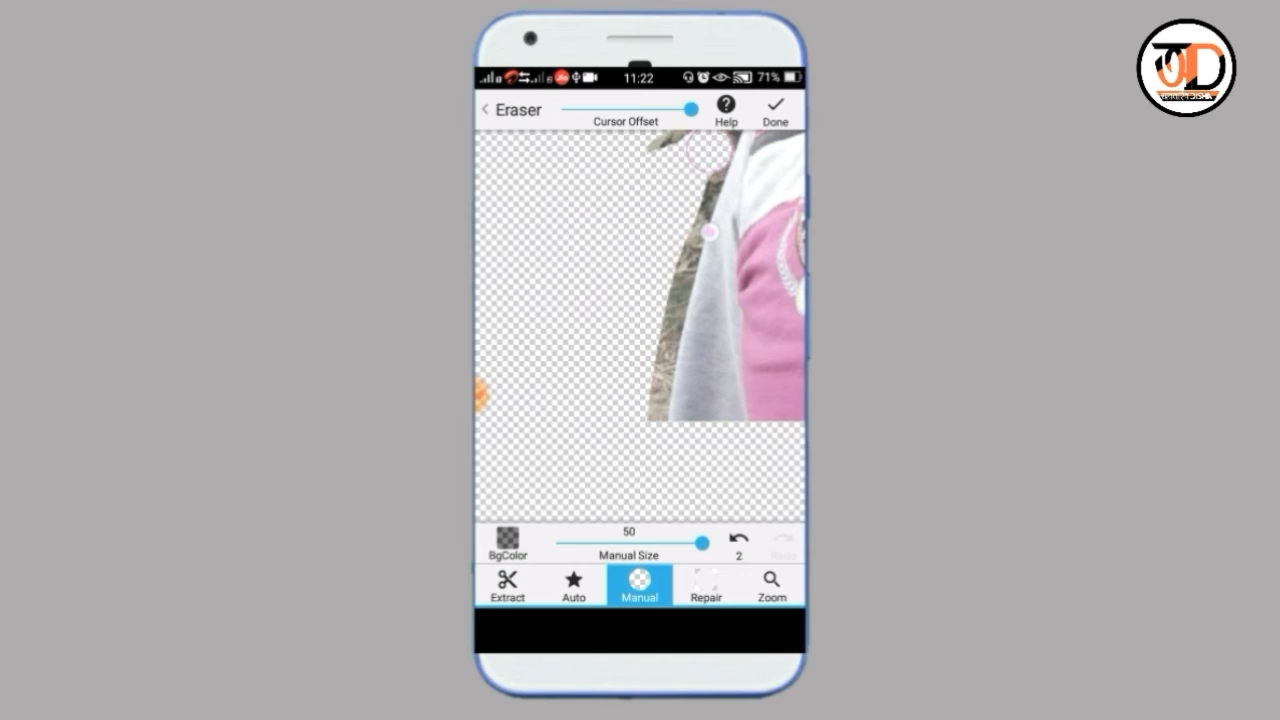 11:22
71%
Eraser
Cursor Offset
Help
Done
50
BgColor
Manual Size
2
Redo
Extract
Auto
Manual
Repair
Zoom